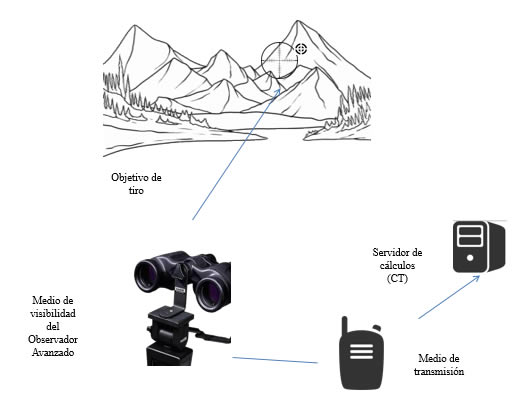 Objetivo de
tiro
Servidor de
cálculos
(CT)
Medio de
visibilidad
del
Observador
Avanzado
Medio de
transmisión